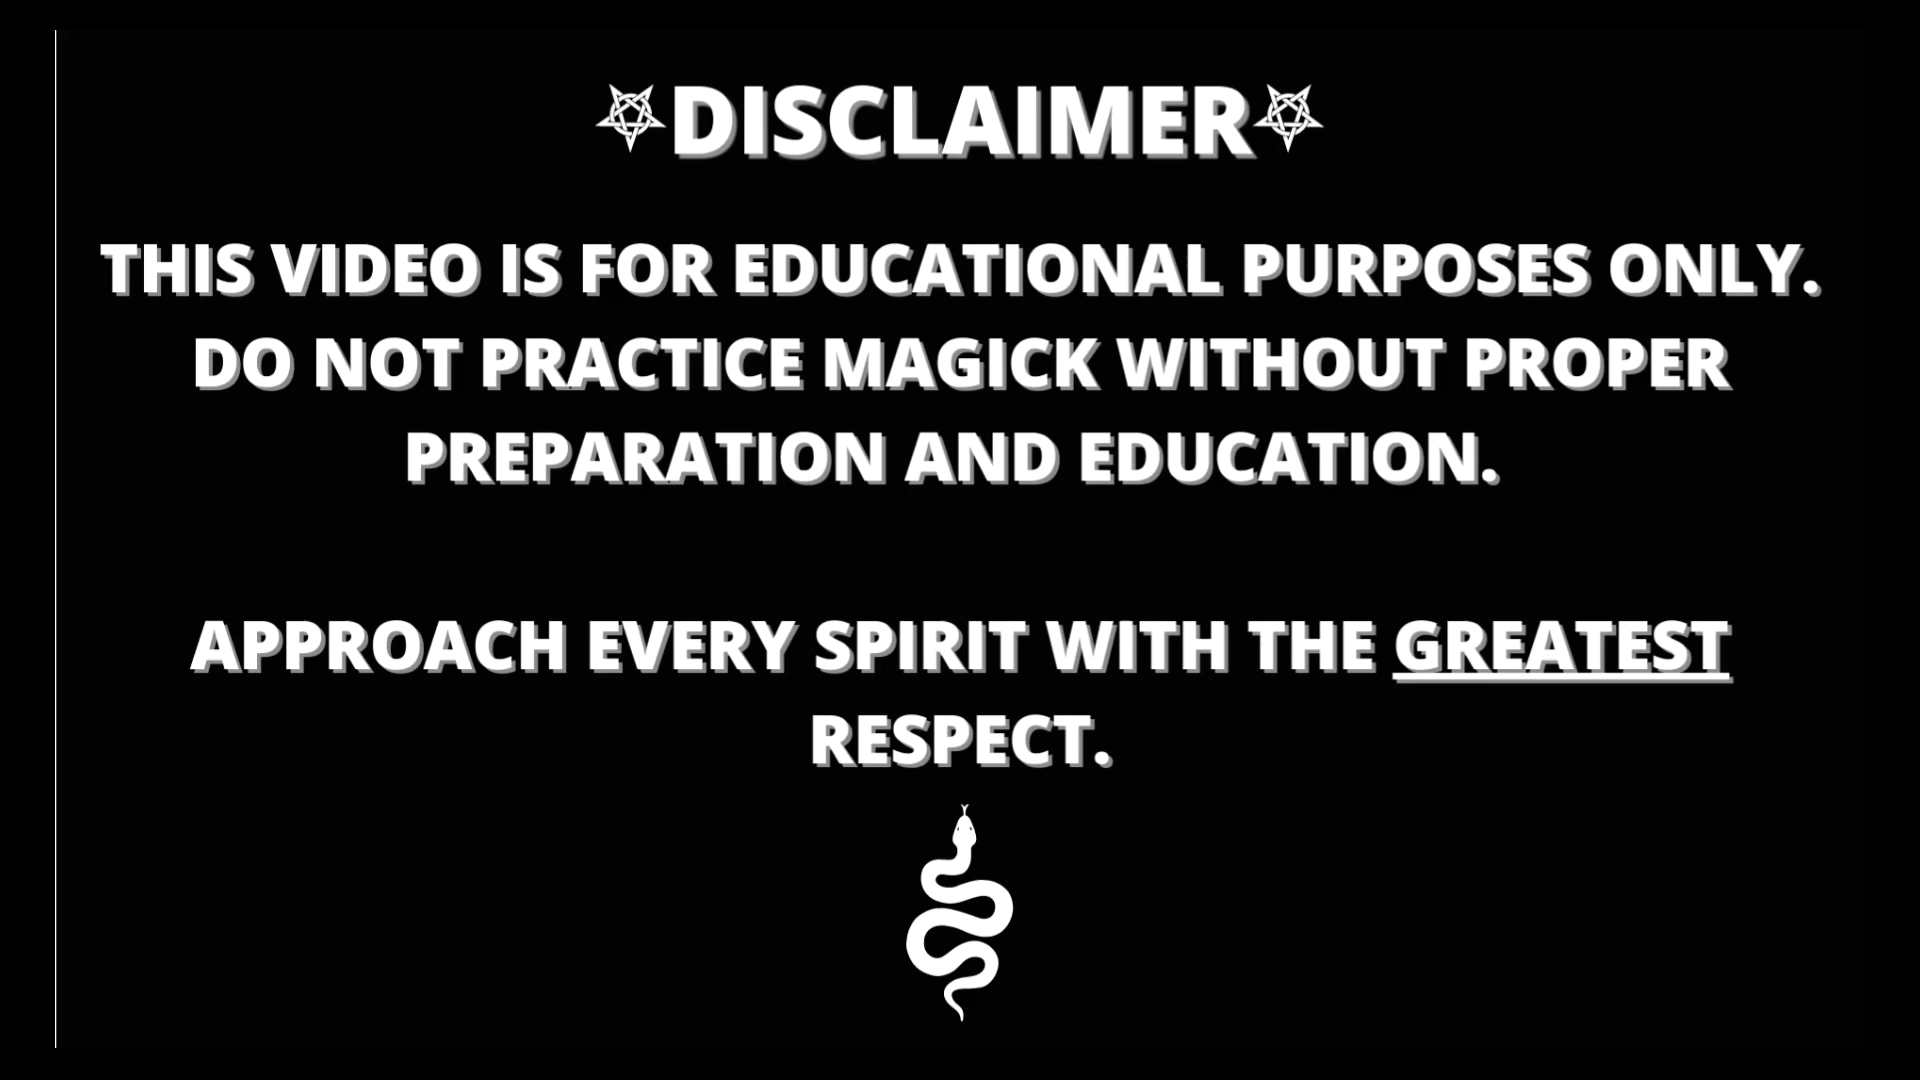 DISCLAIMER
THIS VIDEO IS FOR EDUCATIONAL PURPOSES ONLY.
DO NOT PRACTICE MAGICK WITHOUT PROPER
PREPARATION AND EDUCATION.
APPROACH EVERY SPIRIT WITH THE GREATEST
RESPECT.